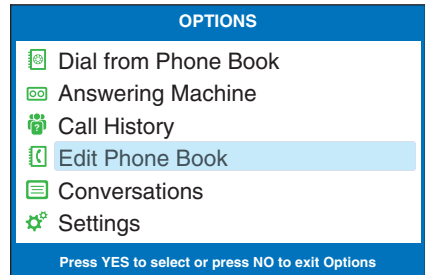 OPTIONS
Dial from Phone Book
Answering Machine
Call History
Edit Phone Book
Conversations
Settings
Press YES to select or press NO to exit Options